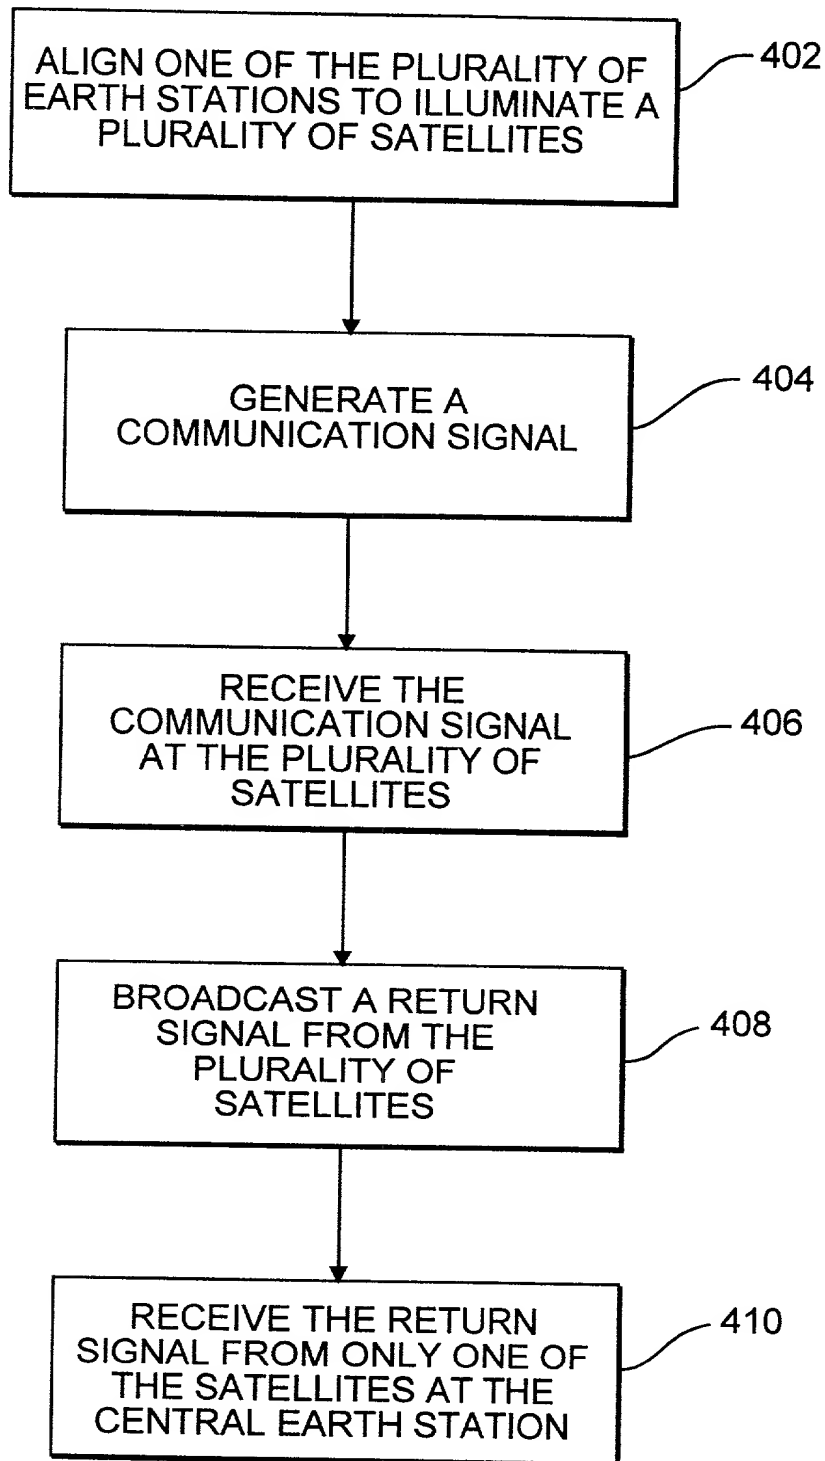 ALIGN ONE OF THE PLURALITY OF
EARTH STATIONS TO ILLUMINATE A
PLURALITY OF SATELLITES
402
GENERATE A
COMMUNICATION SIGNAL
404
RECEIVE THE
COMMUNICATION SIGNAL
AT THE PLURALITY OF
SATELLITES
406
BROADCAST A RETURN
SIGNAL FROM THE
PLURALITY OF
SATELLITES
408
RECEIVE THE RETURN
SIGNAL FROM ONLY ONE OF
THE SATELLITES AT THE
CENTRAL EARTH STATION
410